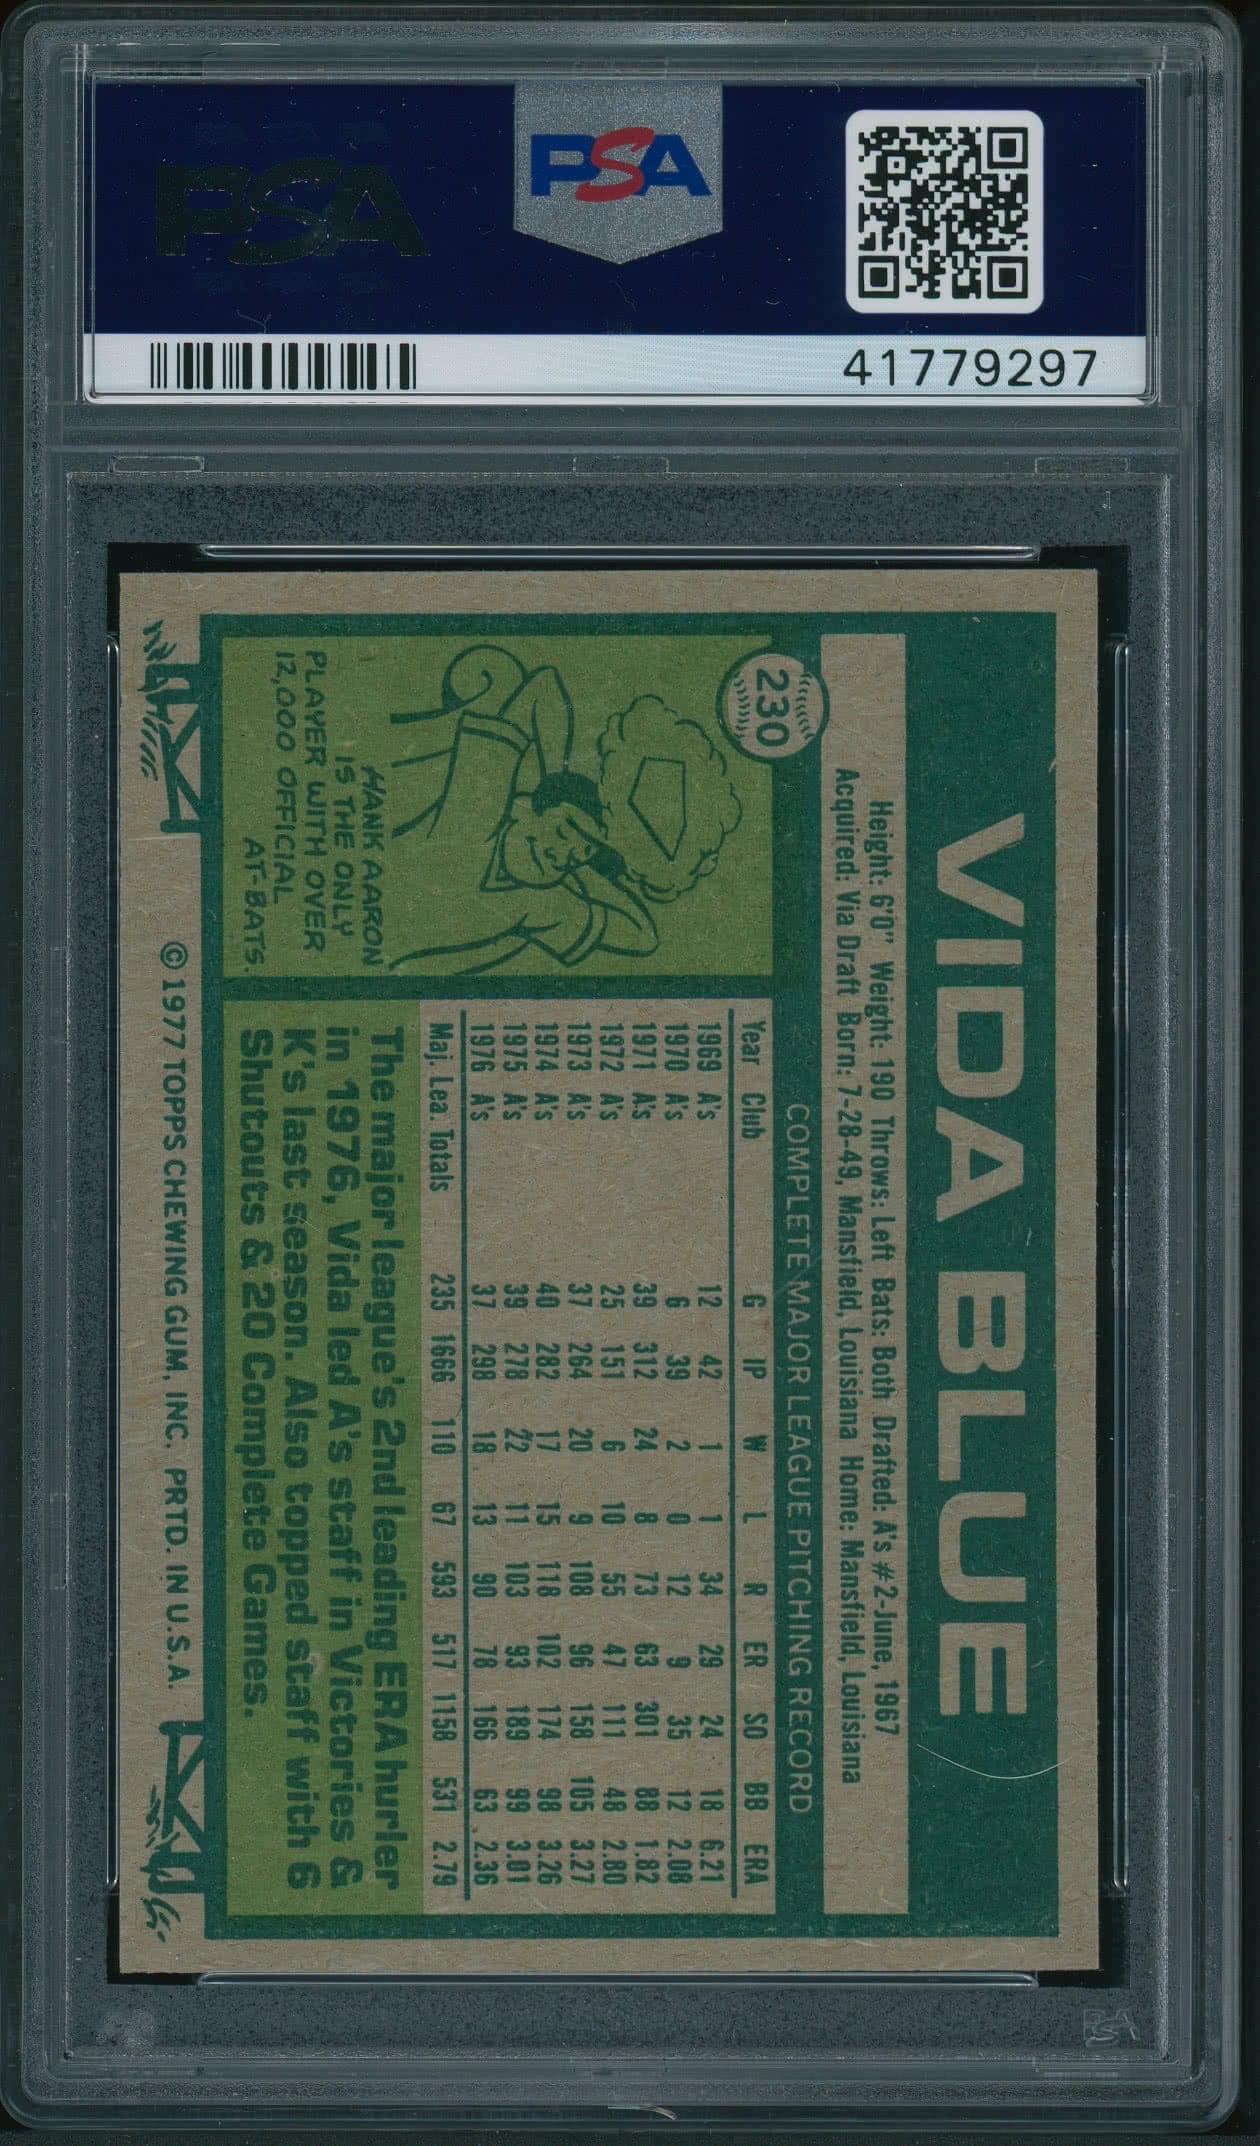 PSA
PSA
41779297
VIDA BLUE
Height: 6'0" Weight: 190 Throws: Left Bats: Both Drafted: A's #2-June, 1967
Acquired: Via Draft Born: 7-28-49, Mansfield, Louisiana Home: Mansfield, Louisiana
230
COMPLETE MAJOR LEAGUE PITCHING RECORD
Year Club G IP W L R ER SO BB ERA
1969 A's 12 42 1 1 34 29 24 18 6.21
1970 A's 6 39 2 0 12 9 35 12 2.08
1971 A's 39 312 24 8 73 63 301 88 1.82
1972 A's 25 151 6 10 55 47 111 48 2.80
1973 A's 37 264 20 9 108 96 158 105 3.27
1974 A's 40 282 17 15 118 102 174 98 3.26
1975 A's 39 278 22 11 103 93 189 99 3.01
1976 A's 37 298 18 13 90 78 166 63 2.36
Maj. Lea. Totals 235 1666 110 67 593 517 1158 531 2.79
HANK AARON
IS THE ONLY
PLAYER WITH OVER
12,000 OFFICIAL
AT-BATS.
The major league's 2nd leading ERA hurler
in 1976, Vida led A's staff in Victories &
K's last season. Also topped staff with 6
Shutouts & 20 Complete Games.
©1977 TOPPS CHEWING GUM, INC. PRTD. IN U.S.A.
PSA